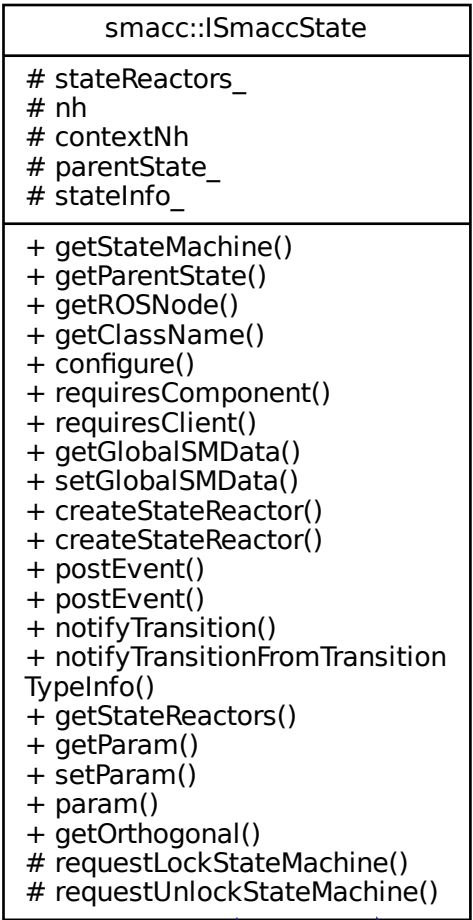 smacc::ISmaccState
# stateReactors_
# nh
# contextNh
# parentState_
# stateInfo_
+ getStateMachine()
+ getParentState()
+ getROSNode()
+ getClassName()
+ configure()
+ requiresComponent()
+ requiresClient()
+ getGlobalSMData()
+ setGlobalSMData()
+ createStateReactor()
+ createStateReactor()
+ postEvent()
+ postEvent()
+ notifyTransition()
+ notifyTransitionFromTransition
TypeInfo()
+ getStateReactors()
+ getParam()
+ setParam()
+ param()
+ getOrthogonal()
# requestLockStateMachine()
# requestUnlockStateMachine()